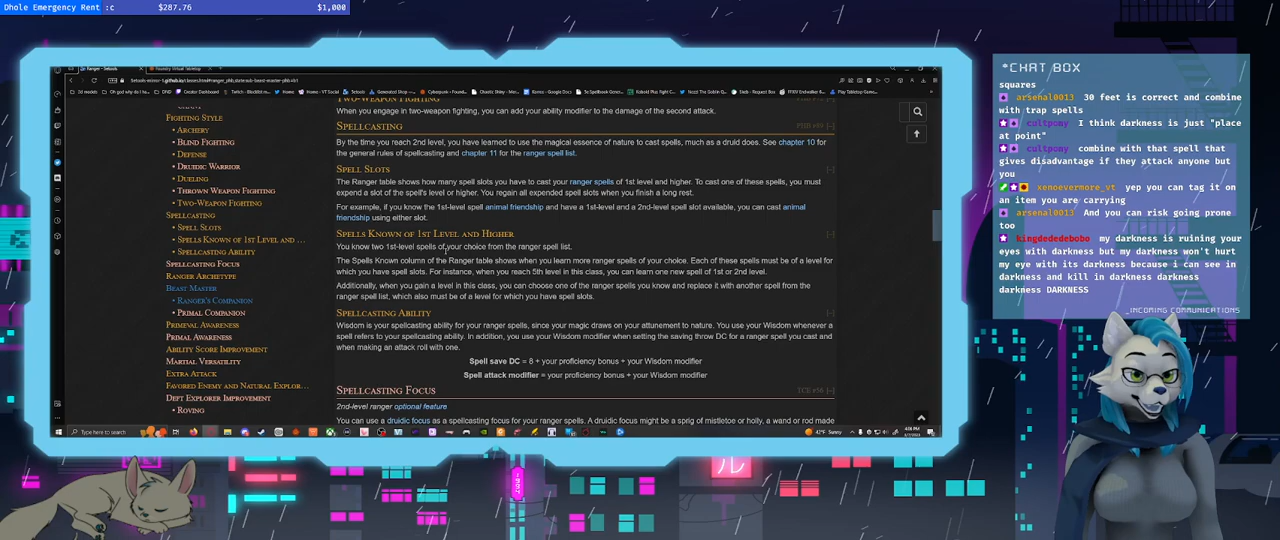 Dhole Emergency Rent :c $287.76 $1,000
*CHAT BOX
squares
arsenal0013 30 feet is correct and combine
with trap spells
cultpony I think darkness is just "place
at point"
cultpony combine with that spell that
gives disadvantage if they attack anyone but
you
xenoevermore_vt yep you can tag it on
an item you are carrying
arsenal0013 And you can risk going prone
too
kingdededebobo my darkness is ruining your
eyes with darkness but my darkness won't hurt
my eye with its darkness because i can see in
darkness and kill in darkness darkness
darkness DARKNESS
_INCOMING COMMUNICATIONS
Fighting Style
• Archery
• Blind Fighting
• Defense
• Druidic Warrior
• Dueling
• Thrown Weapon Fighting
• Two-Weapon Fighting
Spellcasting
• Spell Slots
• Spells Known of 1st Level and ...
• Spellcasting Ability
Spellcasting Focus
Ranger Archetype
Beast Master
• Ranger's Companion
• Primal Companion
Primeval Awareness
Primal Awareness
Ability Score Improvement
Martial Versatility
Extra Attack
Favored Enemy and Natural Explor...
Deft Explorer Improvement
• Roving
Two-Weapon Fighting
When you engage in two-weapon fighting, you can add your ability modifier to the damage of the second attack.
Spellcasting
By the time you reach 2nd level, you have learned to use the magical essence of nature to cast spells, much as a druid does. See chapter 10 for
the general rules of spellcasting and chapter 11 for the ranger spell list.
Spell Slots
The Ranger table shows how many spell slots you have to cast your ranger spells of 1st level and higher. To cast one of these spells, you must
expend a slot of the spell's level or higher. You regain all expended spell slots when you finish a long rest.
For example, if you know the 1st-level spell animal friendship and have a 1st-level and a 2nd-level spell slot available, you can cast animal
friendship using either slot.
Spells Known of 1st Level and Higher
You know two 1st-level spells of your choice from the ranger spell list.
The Spells Known column of the Ranger table shows when you learn more ranger spells of your choice. Each of these spells must be of a level for
which you have spell slots. For instance, when you reach 5th level in this class, you can learn one new spell of 1st or 2nd level.
Additionally, when you gain a level in this class, you can choose one of the ranger spells you know and replace it with another spell from the
ranger spell list, which also must be of a level for which you have spell slots.
Spellcasting Ability
Wisdom is your spellcasting ability for your ranger spells, since your magic draws on your attunement to nature. You use your Wisdom whenever a
spell refers to your spellcasting ability. In addition, you use your Wisdom modifier when setting the saving throw DC for a ranger spell you cast and
when making an attack roll with one.
Spell save DC = 8 + your proficiency bonus + your Wisdom modifier
Spell attack modifier = your proficiency bonus + your Wisdom modifier
Spellcasting Focus
2nd-level ranger optional feature
You can use a druidic focus as a spellcasting focus for your ranger spells. A druidic focus might be a sprig of mistletoe or holly, a wand or rod made
Type here to search
42°F Sunny
ル